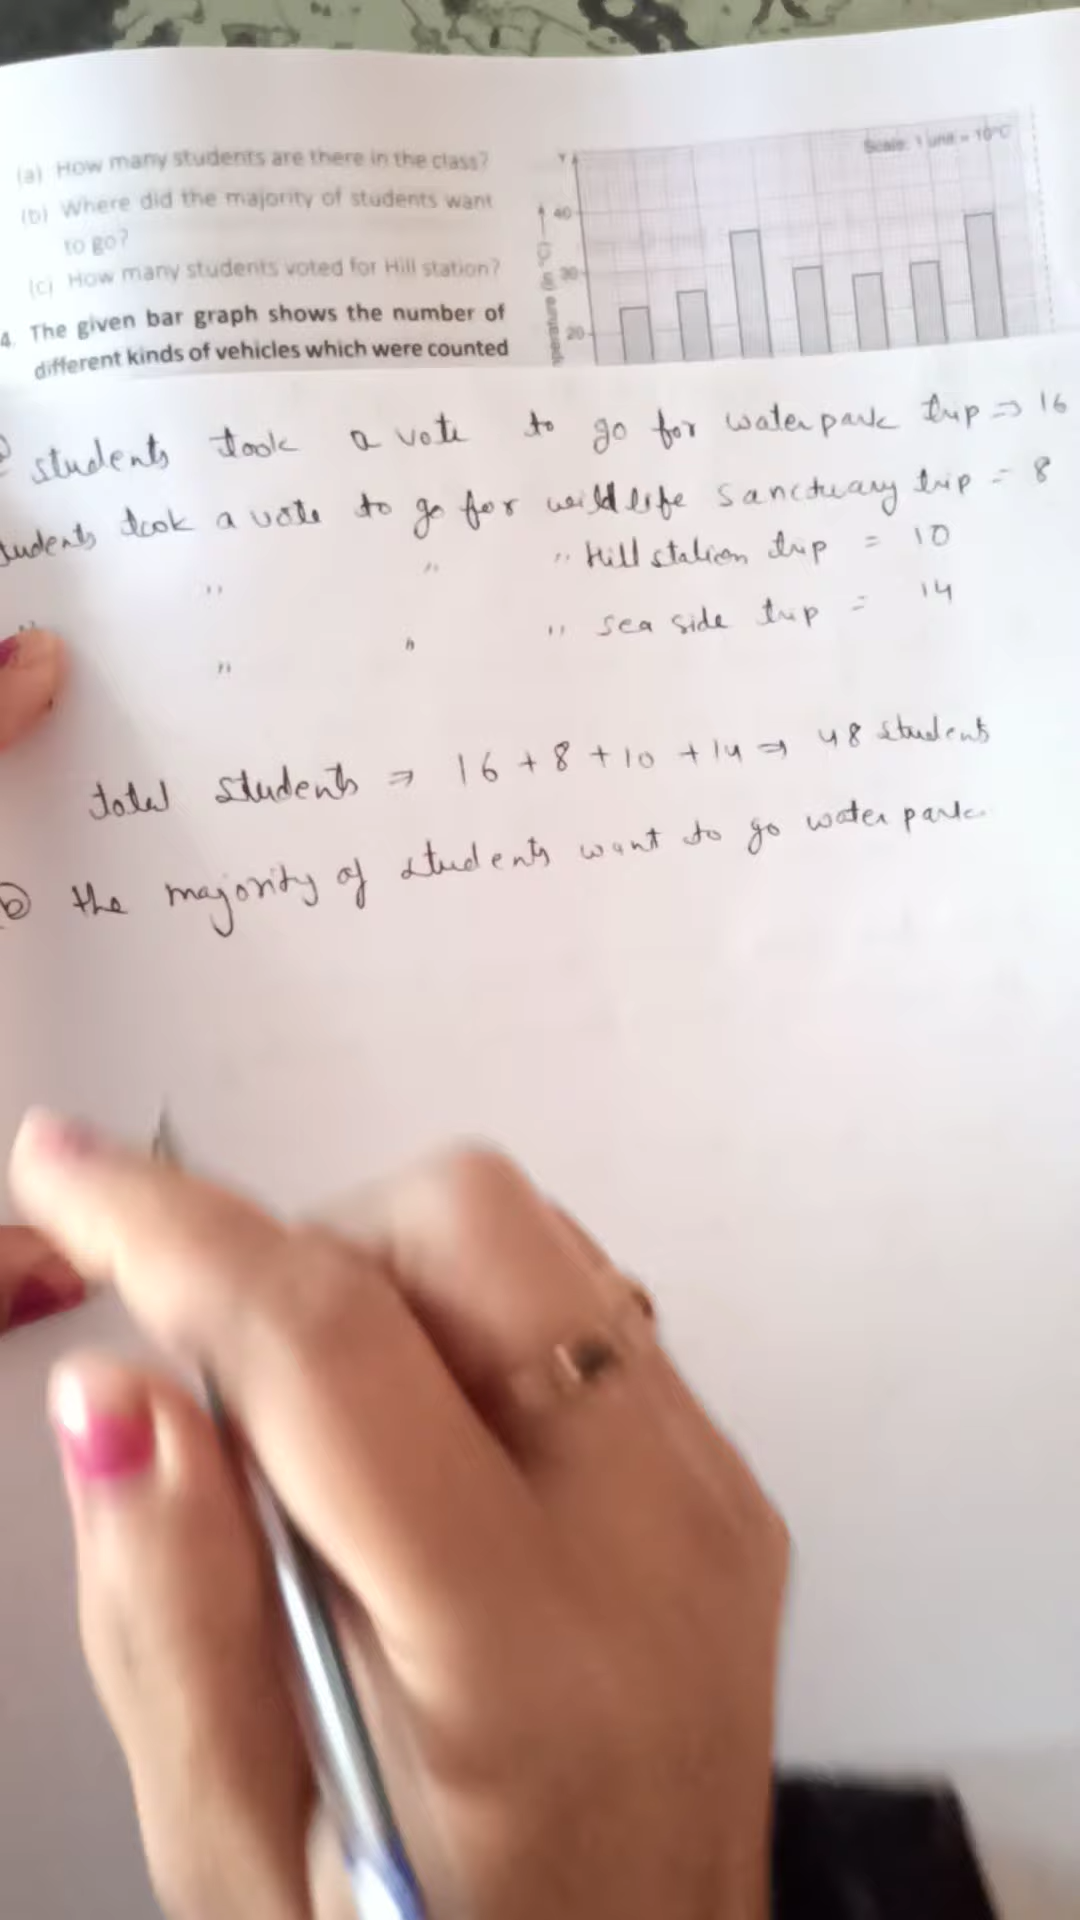 (a) How many students are there in the class?
(b) Where did the majority of students want
to go?
(c) How many students voted for Hill station?
4. The given bar graph shows the number of
different kinds of vehicles which were counted
Scale: 1 unit = 10°C
Y
40
30
20
perature (in °C)
students took a vote to go for water park trip ⇒ 16
tudents took a vote to go for wildlife sanctuary trip = 8
" " " Hill station trip = 10
" " " sea side trip = 14
total students ⇒ 16 + 8 + 10 + 14 ⇒ 48 students
(b) the majority of students want to go water park